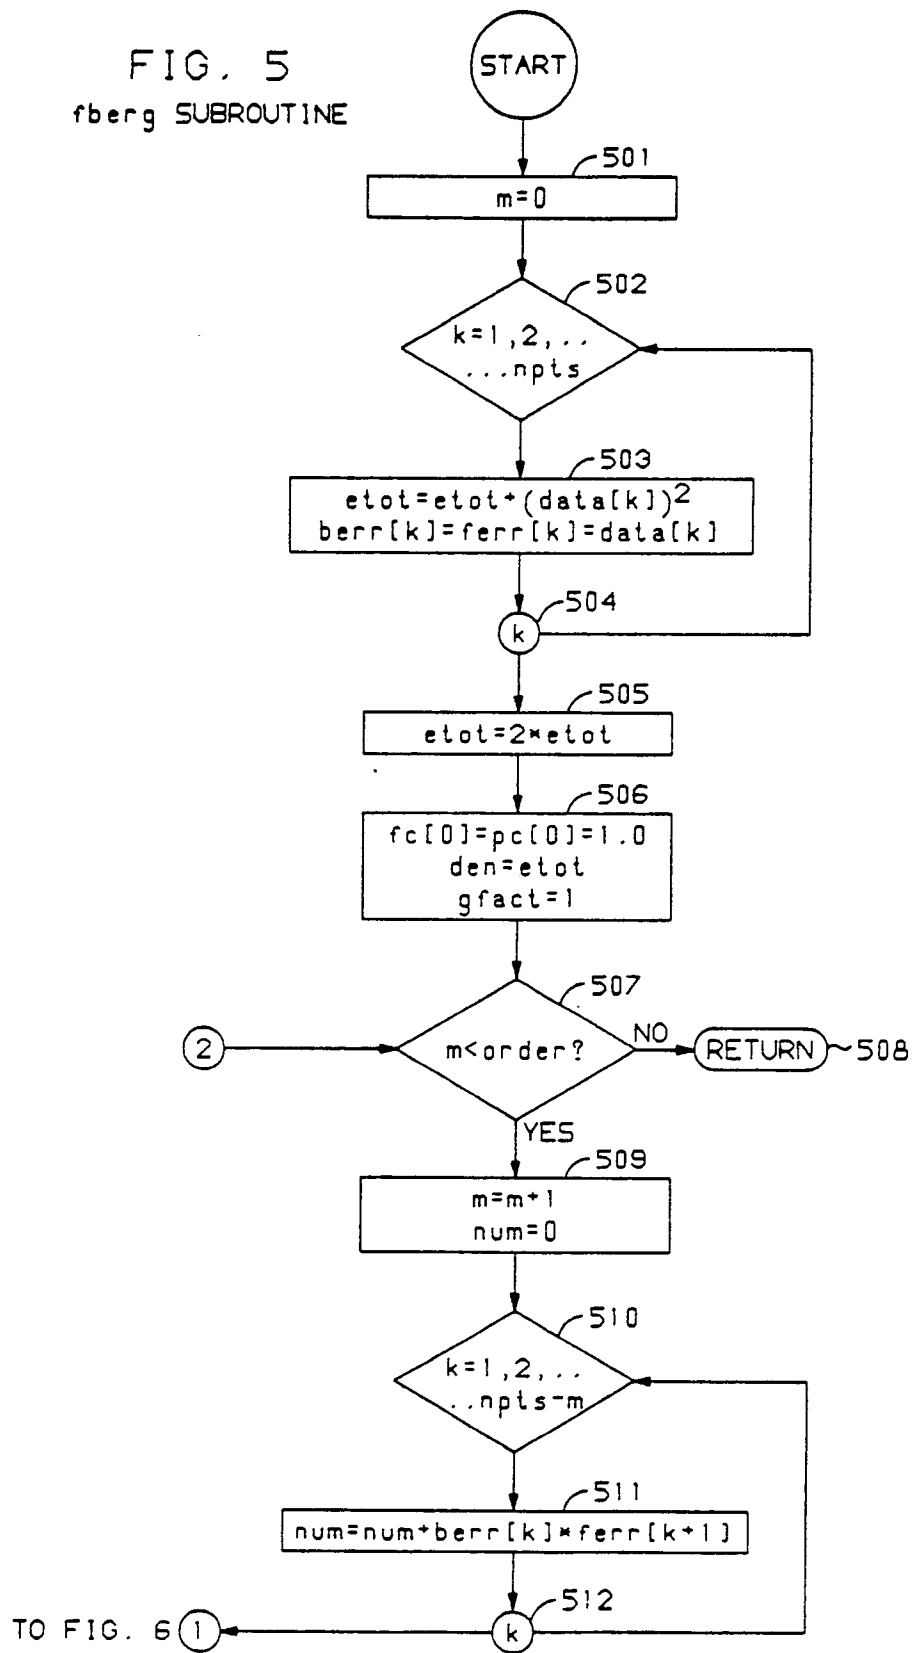 FIG. 5
fberg SUBROUTINE
START
501
m=0
502
k=1,2,..
...npts
503
etot=etot+(data[k])2
berr[k]=ferr[k]=data[k]
504
k
505
etot=2*etot
506
fc[0]=pc[0]=1.0
den=etot
gfact=1
507
2
m<order?
NO
RETURN
508
YES
509
m=m+1
num=0
510
k=1,2,..
..npts-m
511
num=num+berr[k]*ferr[k+1]
512
TO FIG. 6
1
k